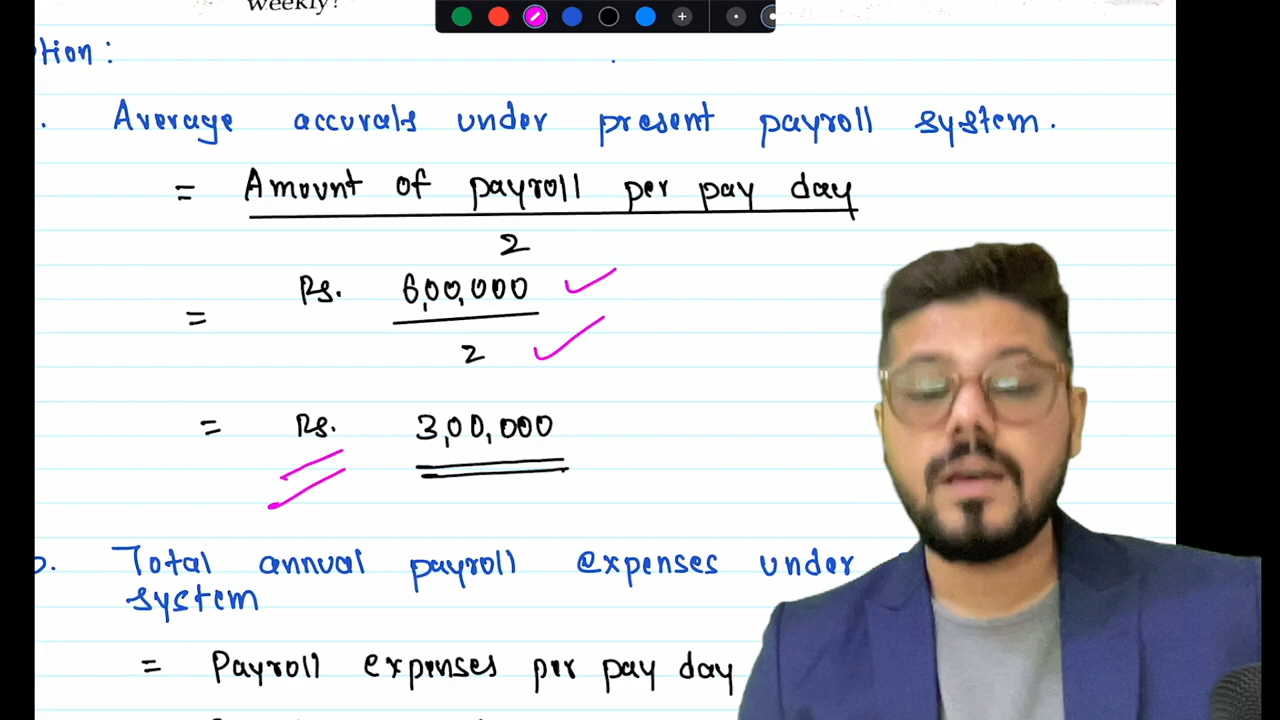 weekly?
tion:
. Average accurals under present payroll system.
= Amount of payroll per pay day
2
= Rs. 6,00,000
2
= Rs. 3,00,000
b. Total annual payroll expenses under
system
= Payroll expenses per pay day